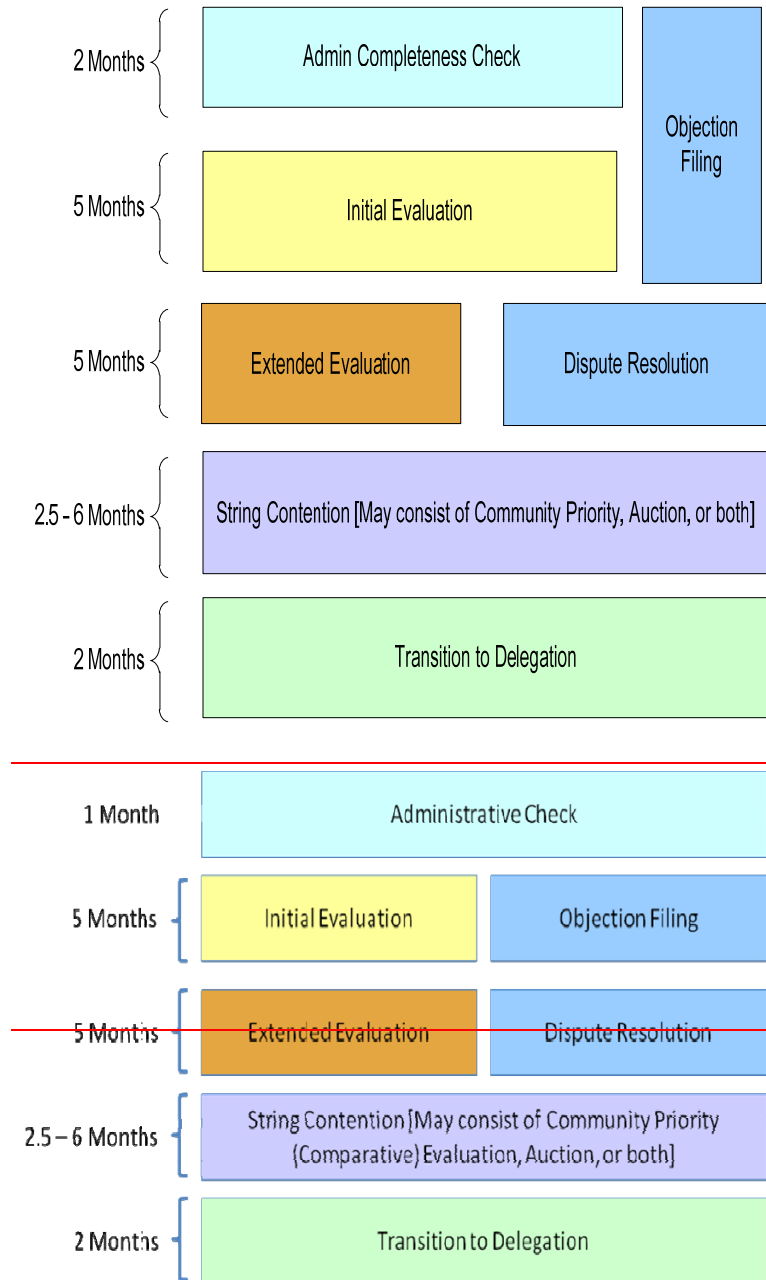 2 Months
Admin Completeness Check
Objection
Filing
5 Months
Initial Evaluation
5 Months
Extended Evaluation
Dispute Resolution
2.5 - 6 Months
String Contention [May consist of Community Priority, Auction, or both]
2 Months
Transition to Delegation
1 Month
Administrative Check
5 Months
Initial Evaluation
Objection Filing
5 Months
Extended Evaluation
Dispute Resolution
2.5 – 6 Months
String Contention [May consist of Community Priority
(Comparative) Evaluation, Auction, or both]
2 Months
Transition to Delegation